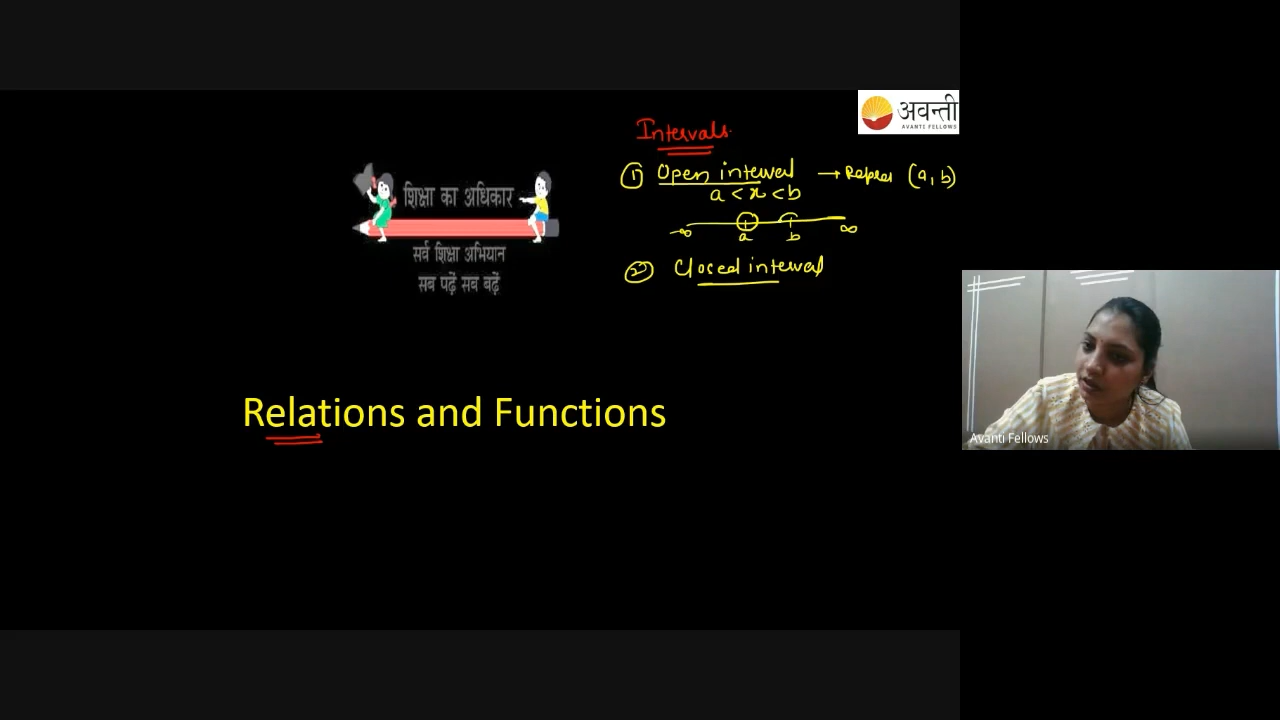 अवन्ती
AVANTI FELLOWS
Intervals
① Open interval → Repres (a, b)
a < x < b
-∞ a b ∞
② Closed interval
शिक्षा का अधिकार
सर्व शिक्षा अभियान
सब पढ़ें सब बढ़ें
Relations and Functions
Avanti Fellows